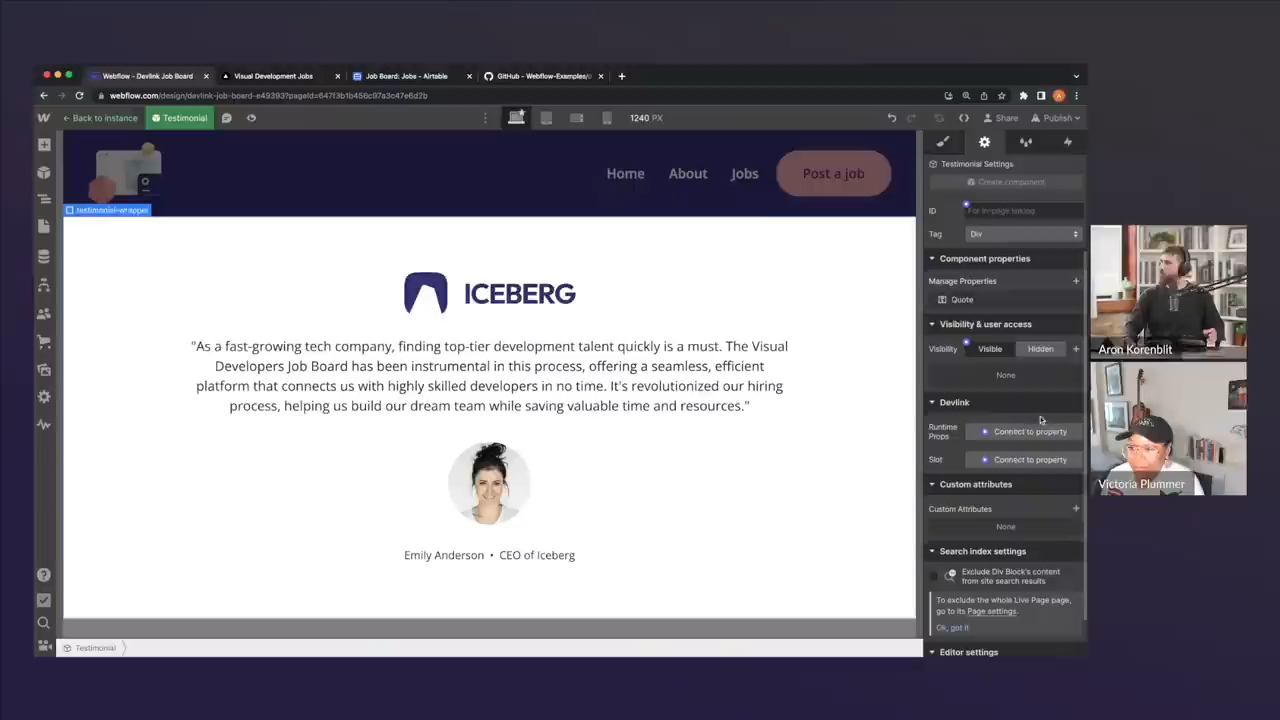 Webflow - Devlink Job Board
Visual Development Jobs
Job Board: Jobs - Airtable
GitHub - Webflow-Examples/
webflow.com/design/devlink-job-board-e49393?pageId=647f3b1b456c97a3c47e6d2b
Back to instance
Testimonial
1240 PX
Share
Publish
Home
About
Jobs
Post a job
testimonial-wrapper
ICEBERG
"As a fast-growing tech company, finding top-tier development talent quickly is a must. The Visual
Developers Job Board has been instrumental in this process, offering a seamless, efficient
platform that connects us with highly skilled developers in no time. It's revolutionized our hiring
process, helping us build our dream team while saving valuable time and resources."
Emily Anderson • CEO of Iceberg
Testimonial
Testimonial Settings
Create component
ID
For in-page linking
Tag
Div
Component properties
Manage Properties
Quote
Visibility & user access
Visibility
Visible
Hidden
None
Devlink
Runtime
Props
Connect to property
Slot
Connect to property
Custom attributes
Custom Attributes
None
Search index settings
Exclude Div Block's content
from site search results
To exclude the whole Live Page page,
go to its Page settings.
Ok, got it
Editor settings
Aron Korenblit
Victoria Plummer